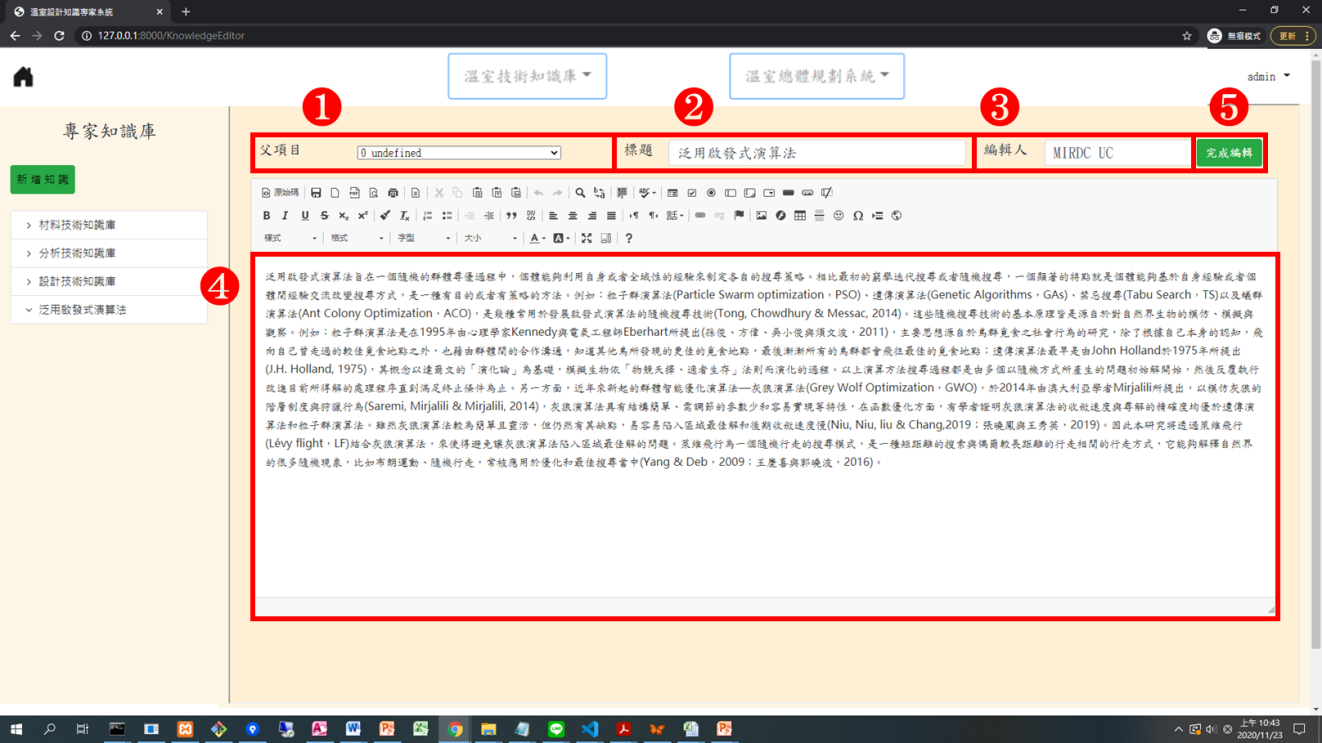 溫室設計知識專家系統
127.0.0.1:8000/KnowledgeEditor
無痕模式
更新
溫室技術知識庫
溫室總體規劃系統
admin
1
2
3
5
專家知識庫
父項目
0 undefined
標題
泛用啟發式演算法
編輯人
MIRDC UC
完成編輯
新增知識
原始碼
樣式
格式
字型
大小
材料技術知識庫
分析技術知識庫
設計技術知識庫
泛用啟發式演算法
4
泛用啟發式演算法旨在一個隨機的群體尋優過程中，個體能夠利用自身或者全域性的經驗來制定各自的搜尋策略。相比最初的窮舉迭代搜尋或者隨機搜尋，一個顯著的特點就是個體能夠基於自身經驗或者個
體間經驗交流改變搜尋方式，是一種有目的或者有策略的方法。例如：粒子群演算法(Particle Swarm optimization，PSO)、遺傳演算法(Genetic Algorithms，GAs)、禁忌搜尋(Tabu Search，TS)以及蟻群
演算法(Ant Colony Optimization，ACO)，是幾種常用於發展啟發式演算法的隨機搜尋技術(Tong, Chowdhury & Messac, 2014)。這些隨機搜尋技術的基本原理皆是源自於對自然界生物的模仿、模擬與
觀察。例如：粒子群演算法是在1995年由心理學家Kennedy與電氣工程師Eberhart所提出(孫俊、方偉、吳小俊與須文波，2011)，主要思想源自於鳥群覓食之社會行為的研究，除了根據自己本身的認知，飛
向自己曾走過的較佳覓食地點之外，也藉由群體間的合作溝通，知道其他鳥所發現的更佳的覓食地點，最後漸漸所有的鳥群都會飛往最佳的覓食地點；遺傳演算法最早是由John Holland於1975年所提出
(J.H. Holland, 1975)，其概念以達爾文的「演化論」為基礎，模擬生物依「物競天擇、適者生存」法則而演化的過程。以上演算方法搜尋過程都是由多個以隨機方式所產生的問題初始解開始，然後反覆執行
改進目前所得解的處理程序直到滿足終止條件為止。另一方面，近年來新起的群體智能優化演算法—灰狼演算法(Grey Wolf Optimization，GWO)，於2014年由澳大利亞學者Mirjalili所提出，以模仿灰狼的
階層制度與狩獵行為(Saremi, Mirjalili & Mirjalili, 2014)，灰狼演算法具有結構簡單、需調節的參數少和容易實現等特性，在函數優化方面，有學者證明灰狼演算法的收斂速度與尋解的精確度均優於遺傳演
算法和粒子群演算法。雖然灰狼演算法較為簡單且靈活，但仍然有其缺點，易容易陷入區域最佳解和後期收斂速度慢(Niu, Niu, liu & Chang,2019；張曉鳳與王秀英，2019)。因此本研究將透過萊維飛行
(Lévy flight，LF)結合灰狼演算法，來使得避免讓灰狼演算法陷入區域最佳解的問題。萊維飛行為一個隨機行走的搜尋模式，是一種短距離的搜索與偶爾較長距離的行走相間的行走方式，它能夠解釋自然界
的很多隨機現象，比如布朗運動、隨機行走，常被應用於優化和最佳搜尋當中(Yang & Deb，2009；王慶喜與郭曉波，2016)。
上午 10:43
2020/11/23